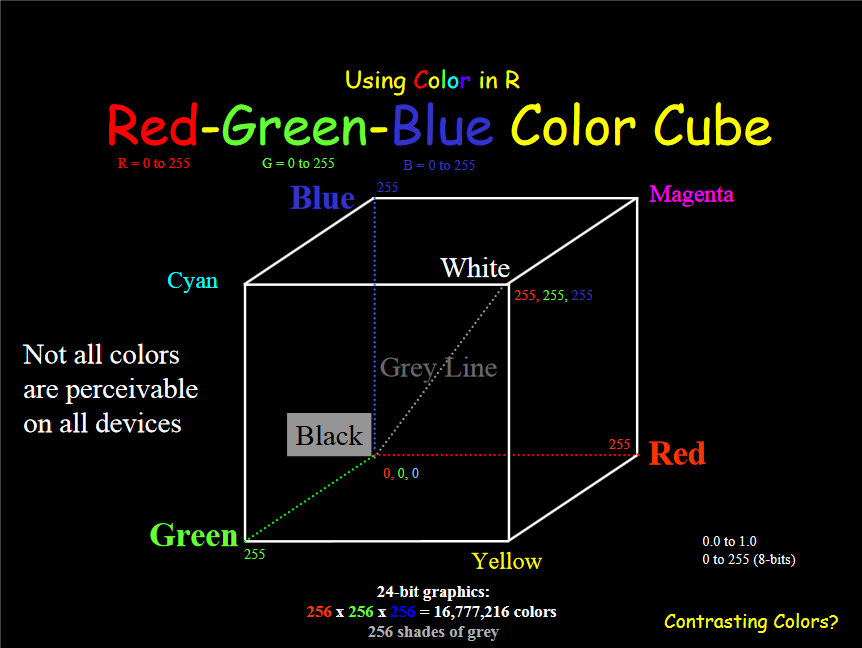 Using Color in R
Red-Green-Blue Color Cube
R = 0 to 255
G = 0 to 255
B = 0 to 255
Blue
255
Magenta
Cyan
White
255, 255, 255
Not all colors
are perceivable
on all devices
Grey Line
Black
255
Red
0, 0, 0
Green
255
Yellow
0.0 to 1.0
0 to 255 (8-bits)
24-bit graphics:
256 x 256 x 256 = 16,777,216 colors
256 shades of grey
Contrasting Colors?